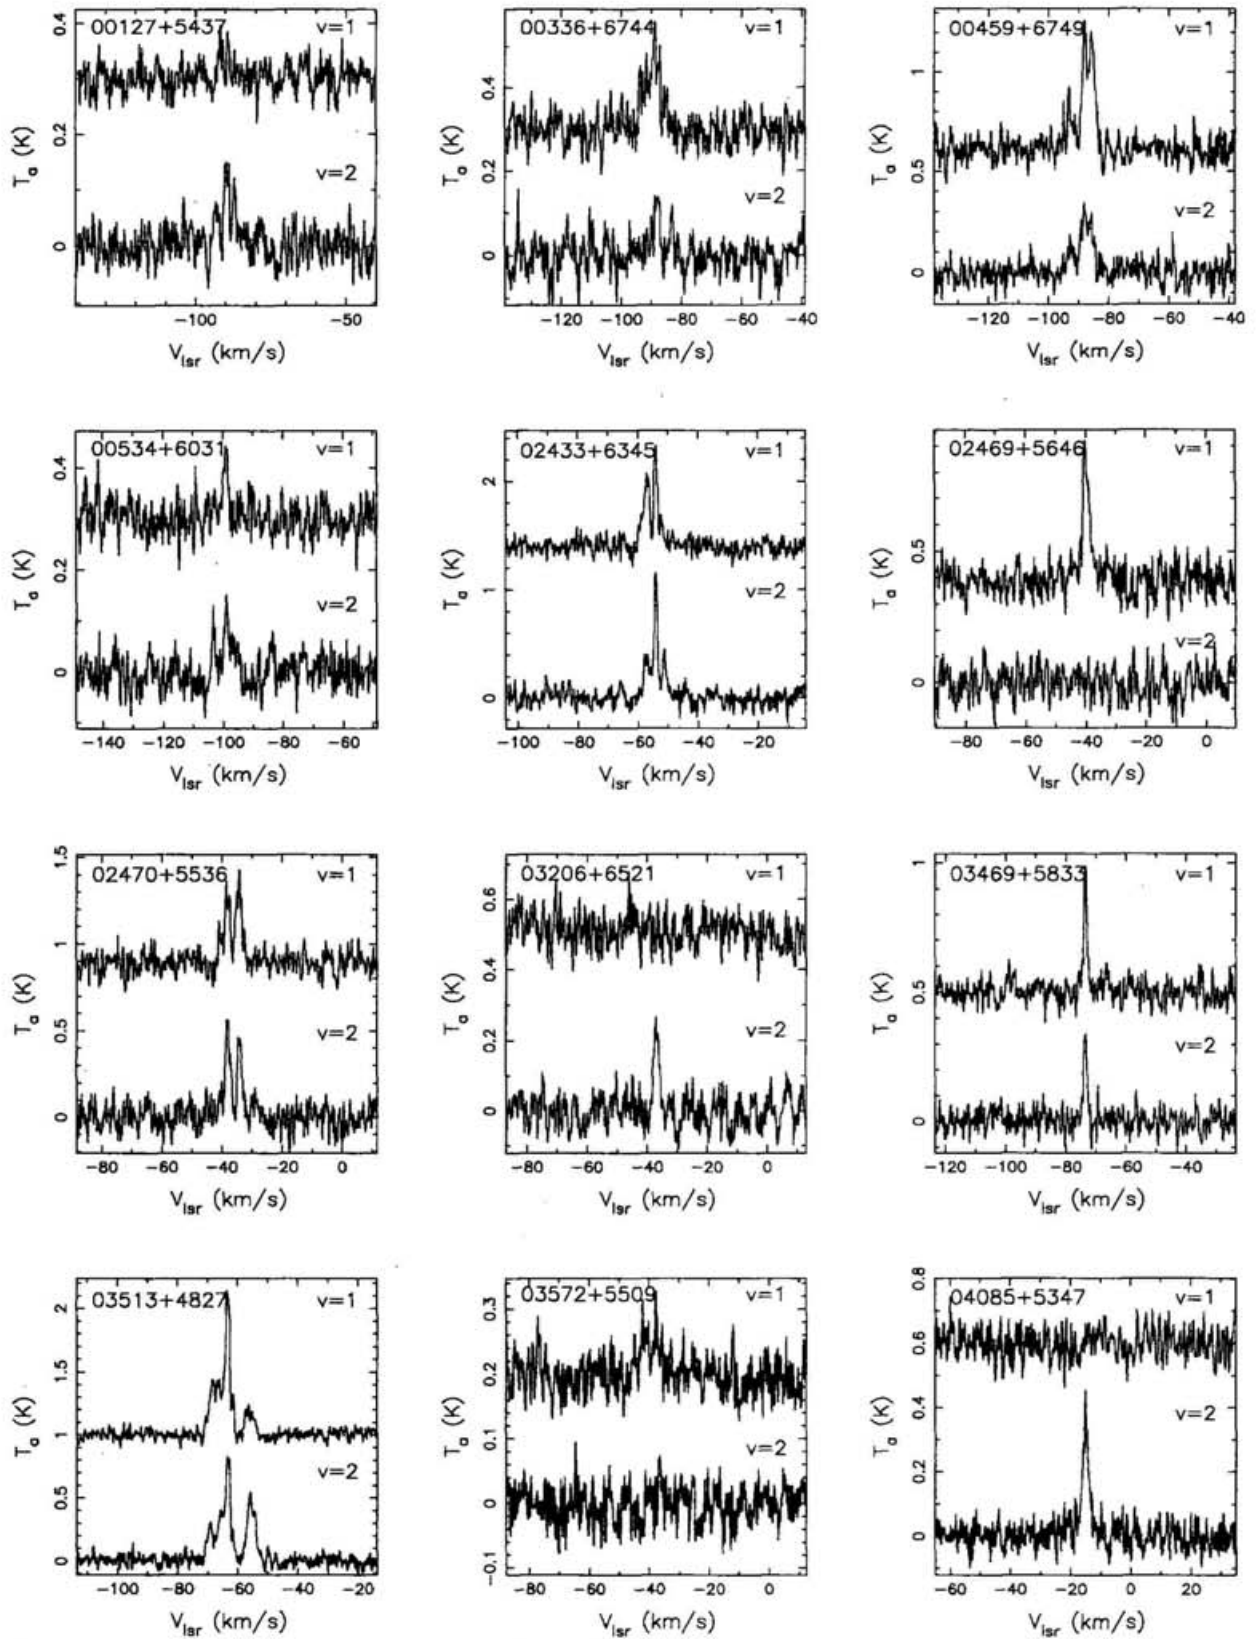 00127+5437 v=1
0.4
0.2
0
T_a (K)
v=2
−100 −50
V_lsr (km/s)
00336+6744 v=1
0.4
0.2
0
T_a (K)
v=2
−120 −100 −80 −60 −40
V_lsr (km/s)
00459+6749 v=1
1
0.5
0
T_a (K)
v=2
−120 −100 −80 −60 −40
V_lsr (km/s)
00534+6031 v=1
0.4
0.2
0
T_a (K)
v=2
−140 −120 −100 −80 −60
V_lsr (km/s)
02433+6345 v=1
2
1
0
T_a (K)
v=2
−100 −80 −60 −40 −20
V_lsr (km/s)
02469+5646 v=1
0.5
0
T_a (K)
v=2
−80 −60 −40 −20 0
V_lsr (km/s)
02470+5536 v=1
1.5
1
0.5
0
T_a (K)
v=2
−80 −60 −40 −20 0
V_lsr (km/s)
03206+6521 v=1
0.6
0.4
0.2
0
T_a (K)
v=2
−80 −60 −40 −20 0
V_lsr (km/s)
03469+5833 v=1
1
0.5
0
T_a (K)
v=2
−120 −100 −80 −60 −40
V_lsr (km/s)
03513+4827 v=1
2
1.5
1
0.5
0
T_a (K)
v=2
−100 −80 −60 −40 −20
V_lsr (km/s)
03572+5509 v=1
0.3
0.2
0.1
0
−0.1
T_a (K)
v=2
−80 −60 −40 −20 0
V_lsr (km/s)
04085+5347 v=1
0.8
0.6
0.4
0.2
0
T_a (K)
v=2
−60 −40 −20 0 20
V_lsr (km/s)